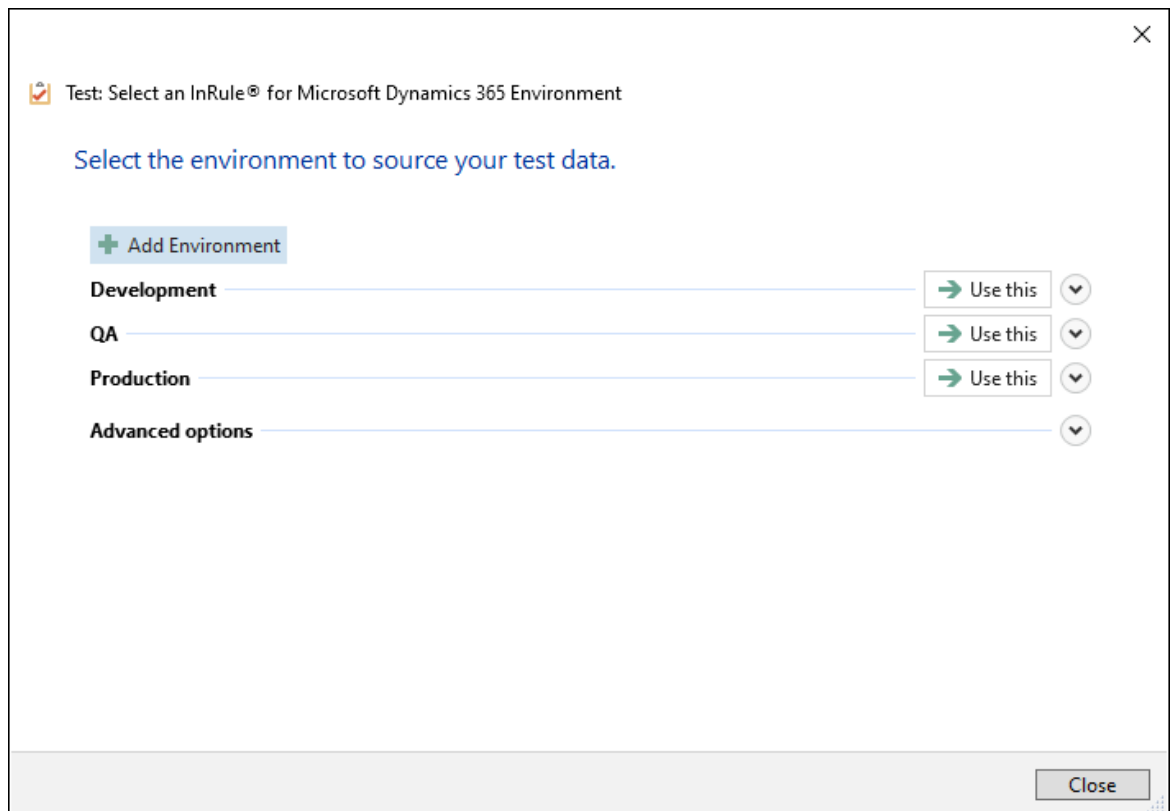 Test: Select an InRule® for Microsoft Dynamics 365 Environment
Select the environment to source your test data.
Add Environment
Development Use this
QA Use this
Production Use this
Advanced options
Close